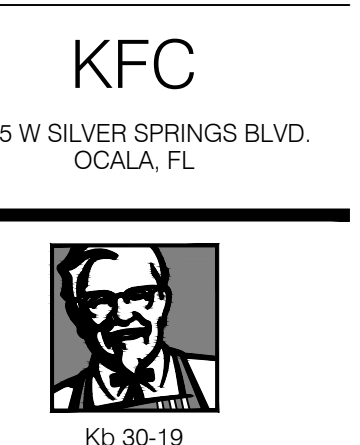 KFC
5 W SILVER SPRINGS BLVD.
OCALA, FL
Kb 30-19